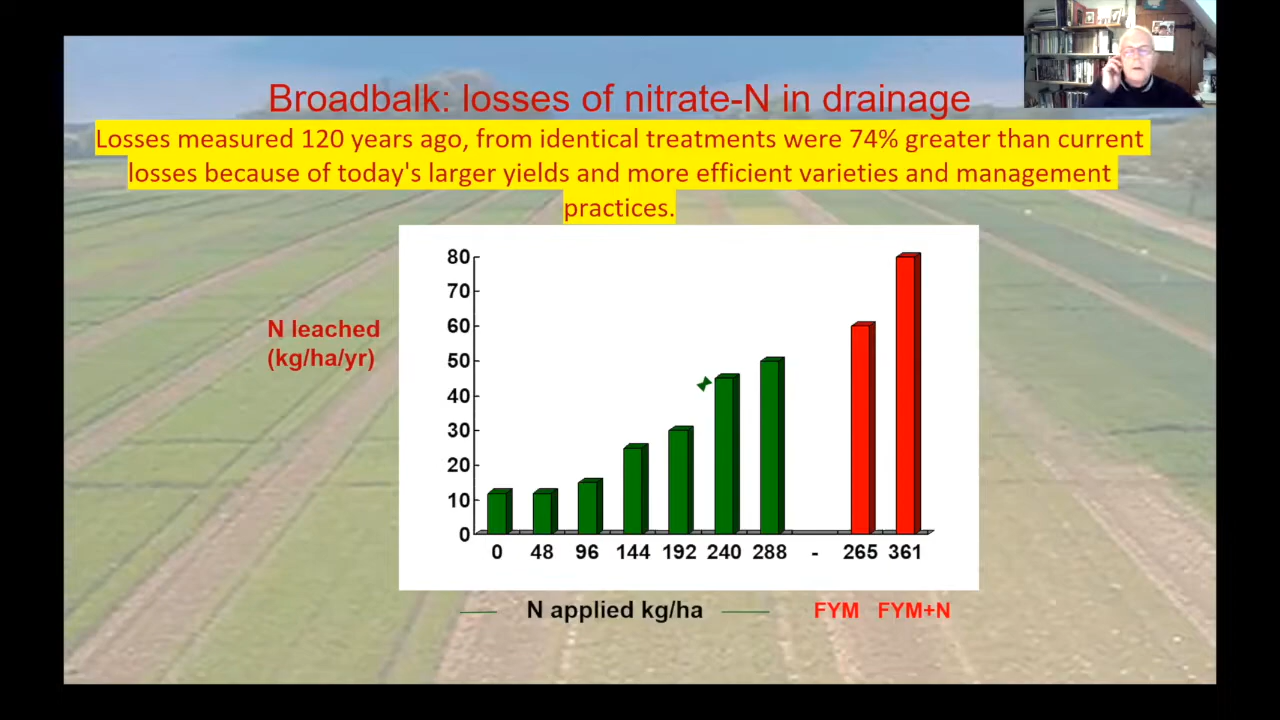 Broadbalk: losses of nitrate-N in drainage
Losses measured 120 years ago, from identical treatments were 74% greater than current
losses because of today's larger yields and more efficient varieties and management
practices.
N leached
(kg/ha/yr)
80
70
60
50
40
30
20
10
0
0 48 96 144 192 240 288 - 265 361
N applied kg/ha
FYM FYM+N